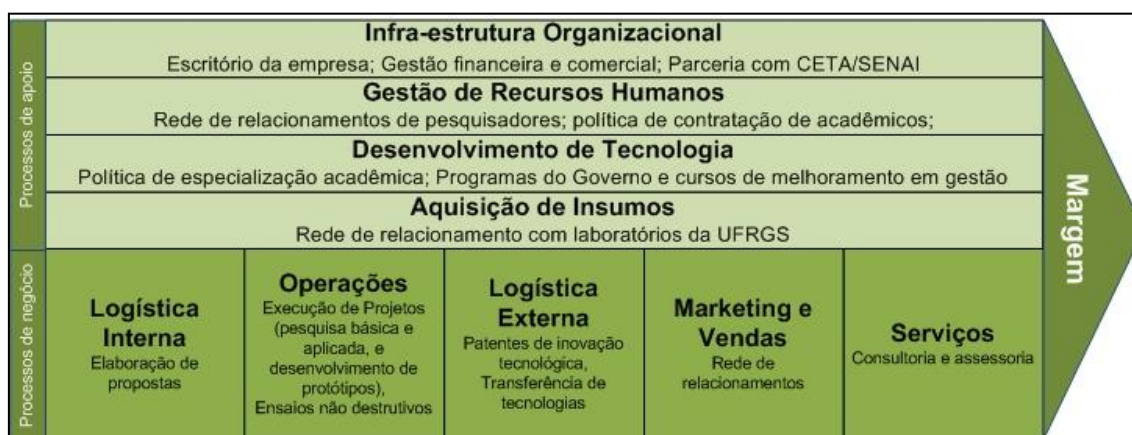 Processos de apoio
Infra-estrutura Organizacional
Escritório da empresa; Gestão financeira e comercial; Parceria com CETA/SENAI
Gestão de Recursos Humanos
Rede de relacionamentos de pesquisadores; política de contratação de acadêmicos;
Desenvolvimento de Tecnologia
Política de especialização acadêmica; Programas do Governo e cursos de melhoramento em gestão
Aquisição de Insumos
Rede de relacionamento com laboratórios da UFRGS
Processos de negócio
Logística
Interna
Elaboração de
propostas
Operações
Execução de Projetos
(pesquisa básica e
aplicada, e
desenvolvimento de
protótipos),
Ensaios não destrutivos
Logística
Externa
Patentes de inovação
tecnológica,
Transferência de
tecnologias
Marketing e
Vendas
Rede de
relacionamentos
Serviços
Consultoria e assessoria
Margem